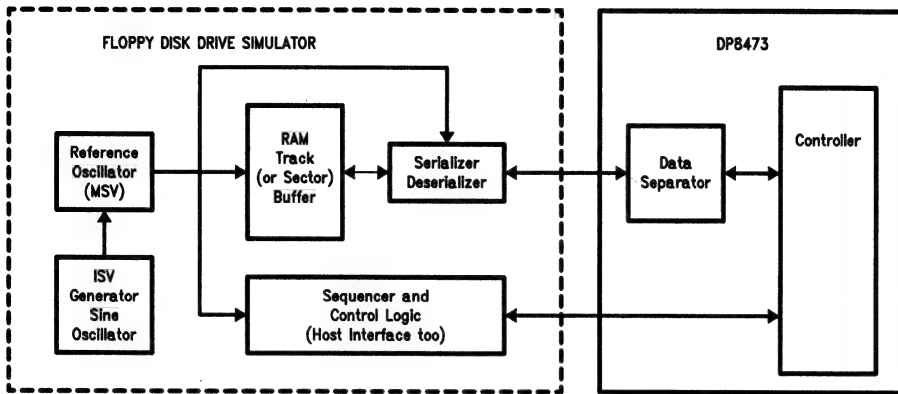 FLOPPY DISK DRIVE SIMULATOR
DP8473
Reference
Oscillator
(MSV)
RAM
Track
(or Sector)
Buffer
Serializer
Deserializer
Data
Separator
Controller
ISV
Generator
Sine
Oscillator
Sequencer and
Control Logic
(Host Interface too)